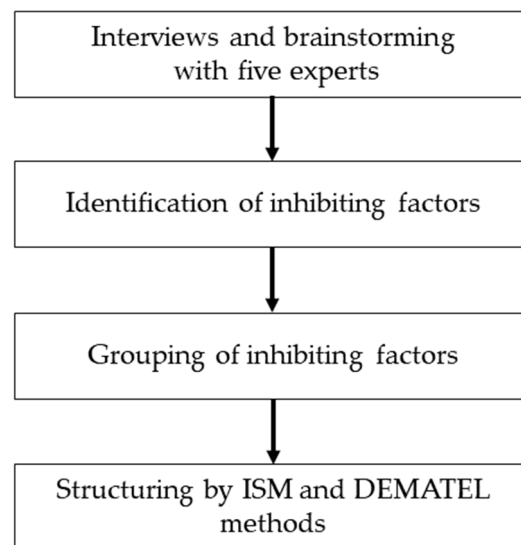 Interviews and brainstorming
with five experts
Identification of inhibiting factors
Grouping of inhibiting factors
Structuring by ISM and DEMATEL
methods